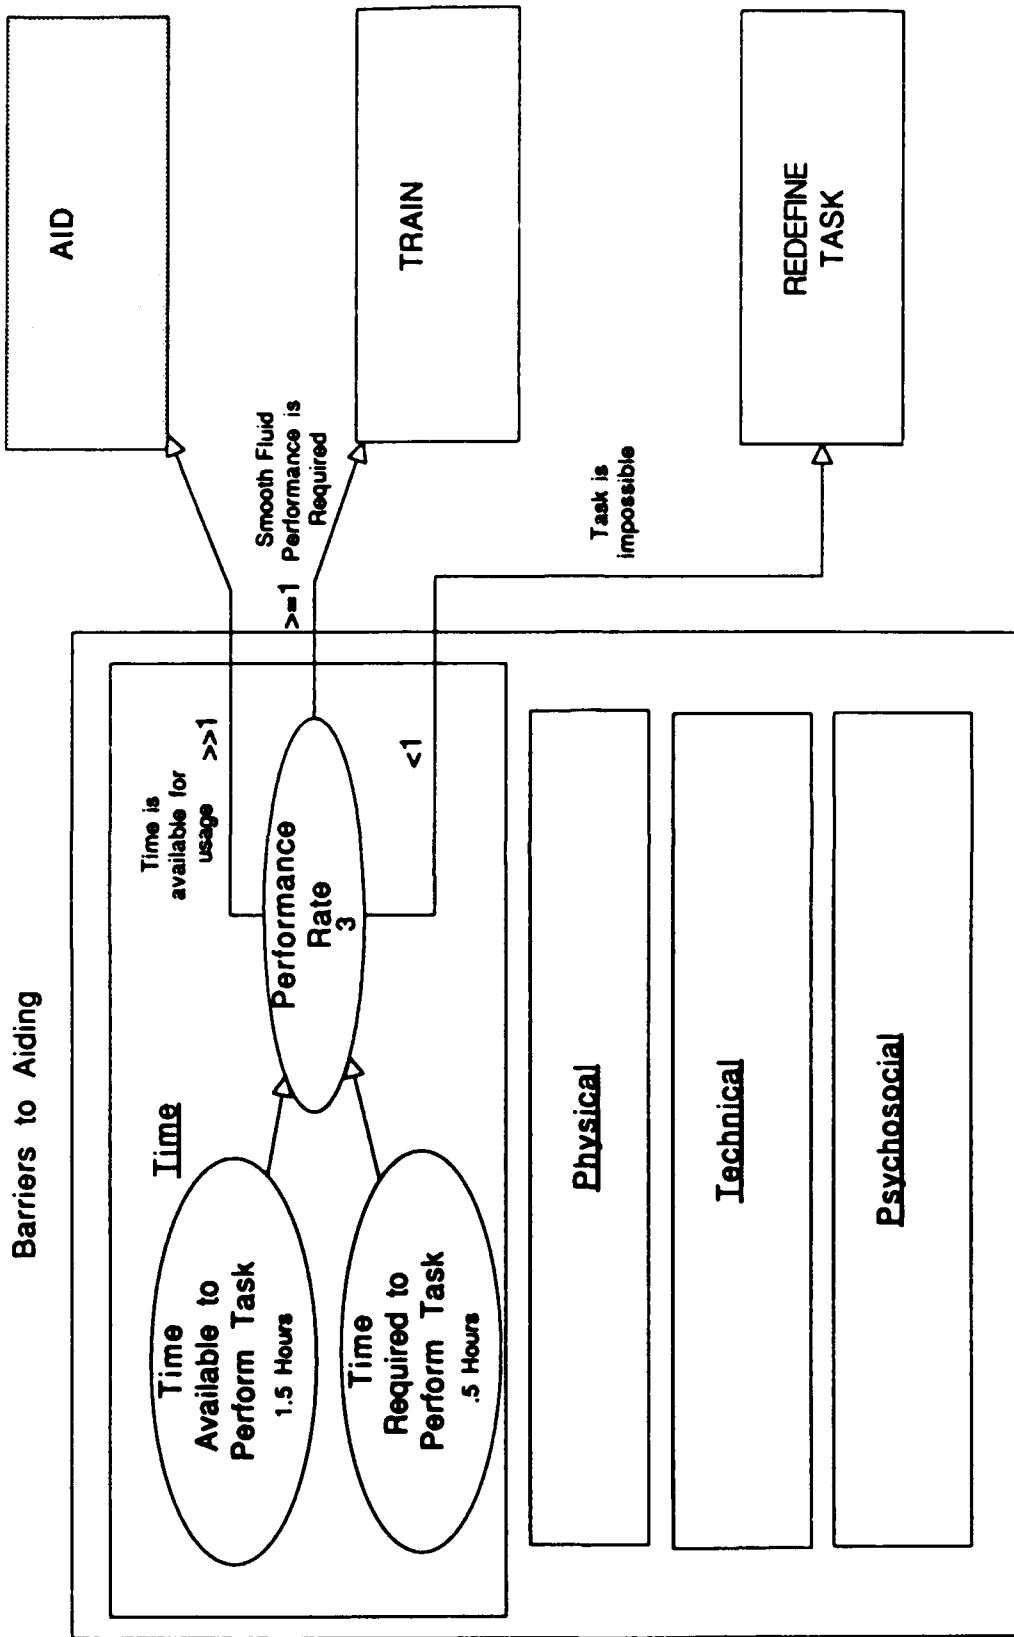 Barriers to Aiding
Time
Time
Available to
Perform Task
1.5 Hours
Time
Required to
Perform Task
.5 Hours
Performance
Rate
3
Time is
available for
usage
>>1
>=1
Smooth Fluid
Performance is
Required
<1
Task is
impossible
AID
TRAIN
REDEFINE
TASK
Physical
Technical
Psychosocial